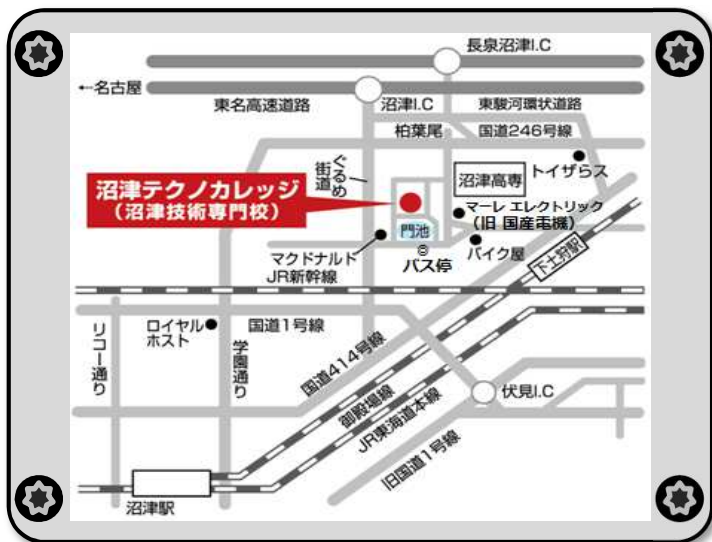 長泉沼津I.C
←名古屋
東名高速道路
沼津I.C
東駿河環状道路
柏葉尾
国道246号線
ぐるめ
街道
トイザらス
沼津高専
沼津テクノカレッジ
(沼津技術専門校)
マーレ エレクトリック
(旧 国産電機)
門池
マクドナルド
バス停
バイク屋
下土狩駅
JR新幹線
リコー通り
ロイヤル
ホスト
国道1号線
学園通り
国道414号線
御殿場線
JR東海道本線
伏見I.C
旧国道1号線
沼津駅